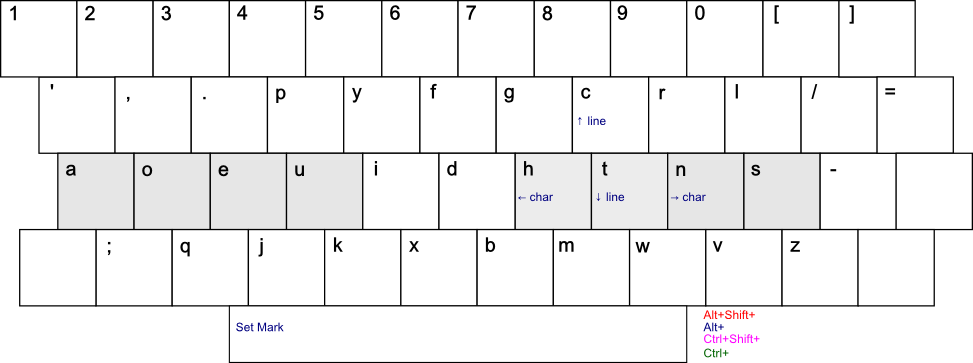 1 2 3 4 5 6 7 8 9 0 [ ]
' , . p y f g c r l / =
↑ line
a o e u i d h t n s -
← char ↓ line → char
; q j k x b m w v z
Set Mark
Alt+Shift+
Alt+
Ctrl+Shift+
Ctrl+